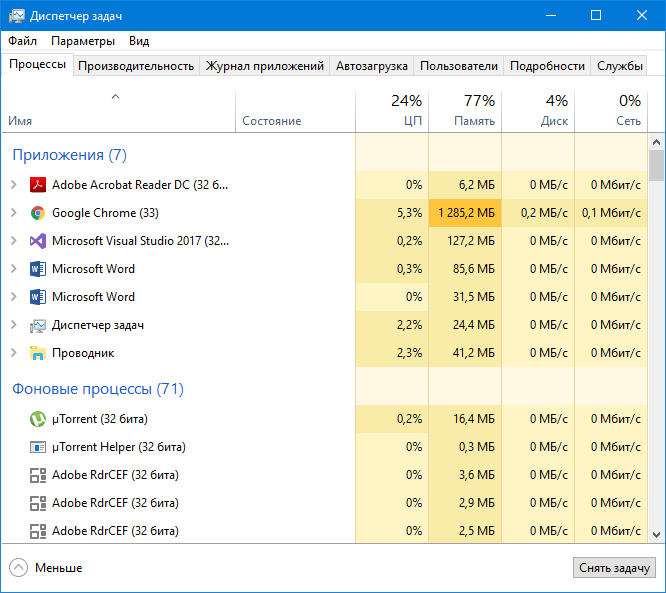 Диспетчер задач
Файл Параметры Вид
Процессы Производительность Журнал приложений Автозагрузка Пользователи Подробности Службы
24% 77% 4% 0%
Имя Состояние ЦП Память Диск Сеть
Приложения (7)
Adobe Acrobat Reader DC (32 б... 0% 6,2 МБ 0 МБ/с 0 Мбит/с
Google Chrome (33) 5,3% 1 285,2 МБ 0,2 МБ/с 0,1 Мбит/с
Microsoft Visual Studio 2017 (32... 0,2% 127,2 МБ 0 МБ/с 0 Мбит/с
Microsoft Word 0,3% 85,6 МБ 0 МБ/с 0 Мбит/с
Microsoft Word 0% 31,5 МБ 0 МБ/с 0 Мбит/с
Диспетчер задач 2,2% 24,4 МБ 0 МБ/с 0 Мбит/с
Проводник 2,3% 41,2 МБ 0 МБ/с 0 Мбит/с
Фоновые процессы (71)
µTorrent (32 бита) 0,2% 16,4 МБ 0 МБ/с 0 Мбит/с
µTorrent Helper (32 бита) 0% 0,3 МБ 0 МБ/с 0 Мбит/с
Adobe RdrCEF (32 бита) 0% 3,6 МБ 0 МБ/с 0 Мбит/с
Adobe RdrCEF (32 бита) 0% 2,9 МБ 0 МБ/с 0 Мбит/с
Adobe RdrCEF (32 бита) 0% 2,5 МБ 0 МБ/с 0 Мбит/с
Меньше Снять задачу